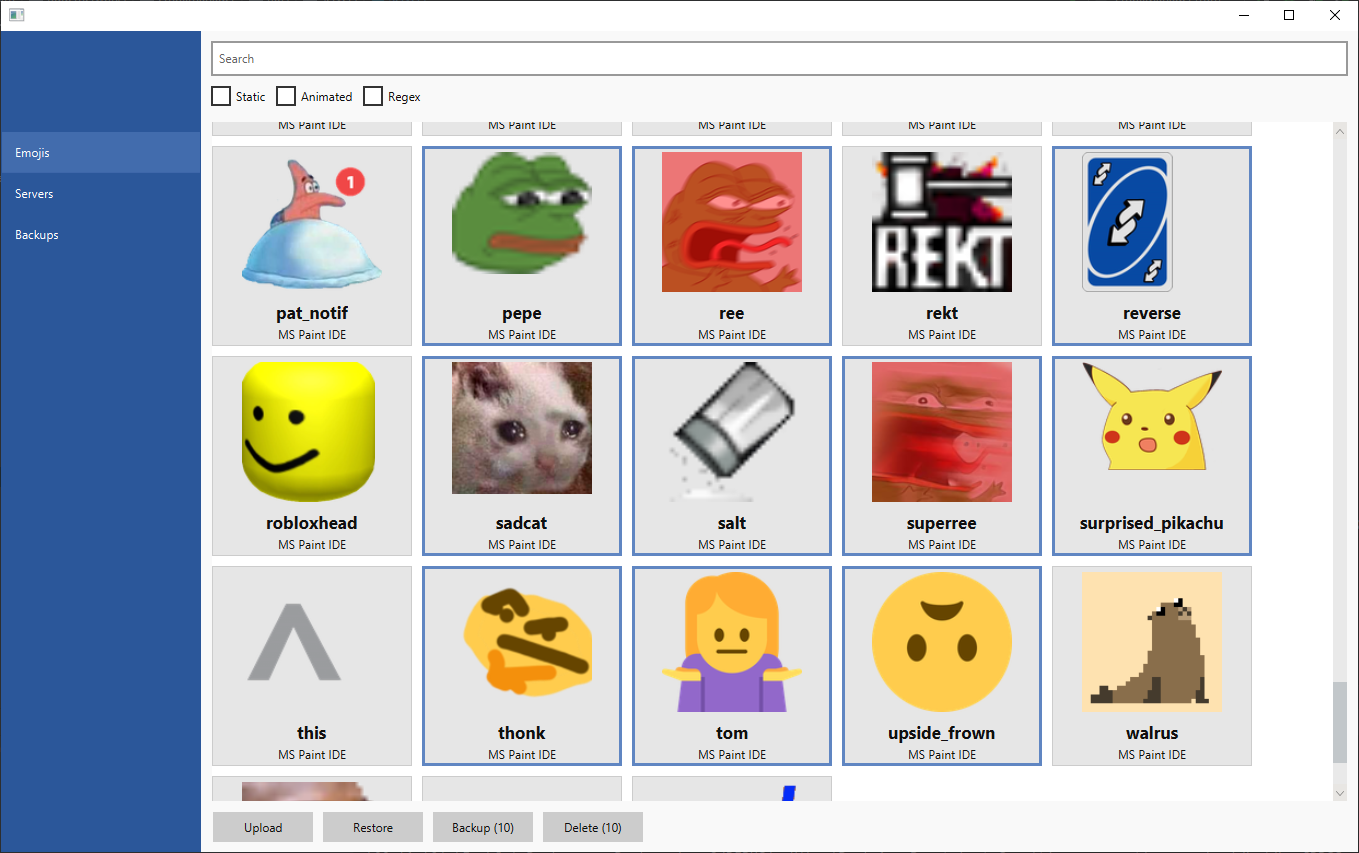 Search
Static Animated Regex
MS Paint IDE MS Paint IDE MS Paint IDE MS Paint IDE MS Paint IDE
Emojis
Servers
Backups
1
REKT
pat_notif pepe ree rekt reverse
MS Paint IDE MS Paint IDE MS Paint IDE MS Paint IDE MS Paint IDE
robloxhead sadcat salt superree surprised_pikachu
MS Paint IDE MS Paint IDE MS Paint IDE MS Paint IDE MS Paint IDE
this thonk tom upside_frown walrus
MS Paint IDE MS Paint IDE MS Paint IDE MS Paint IDE MS Paint IDE
Upload Restore Backup (10) Delete (10)